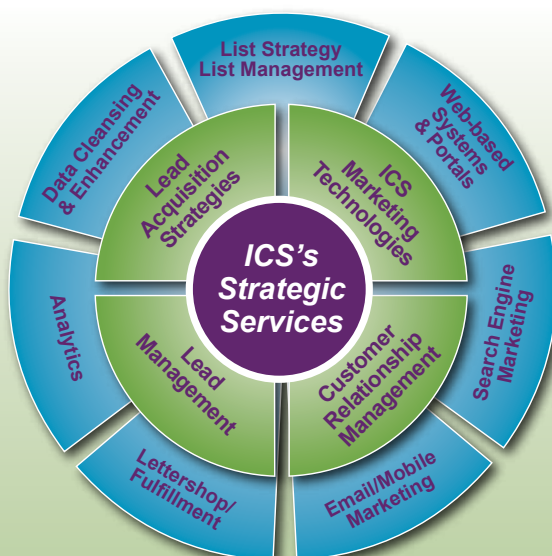 List Strategy
List Management
Web-based
Systems
& Portals
Search Engine
Marketing
Email/Mobile
Marketing
Lettershop/
Fulfillment
Analytics
Data Cleansing
& Enhancement
Lead
Acquisition
Strategies
ICS
Marketing
Technologies
Customer
Relationship
Management
Lead
Management
ICS's
Strategic
Services